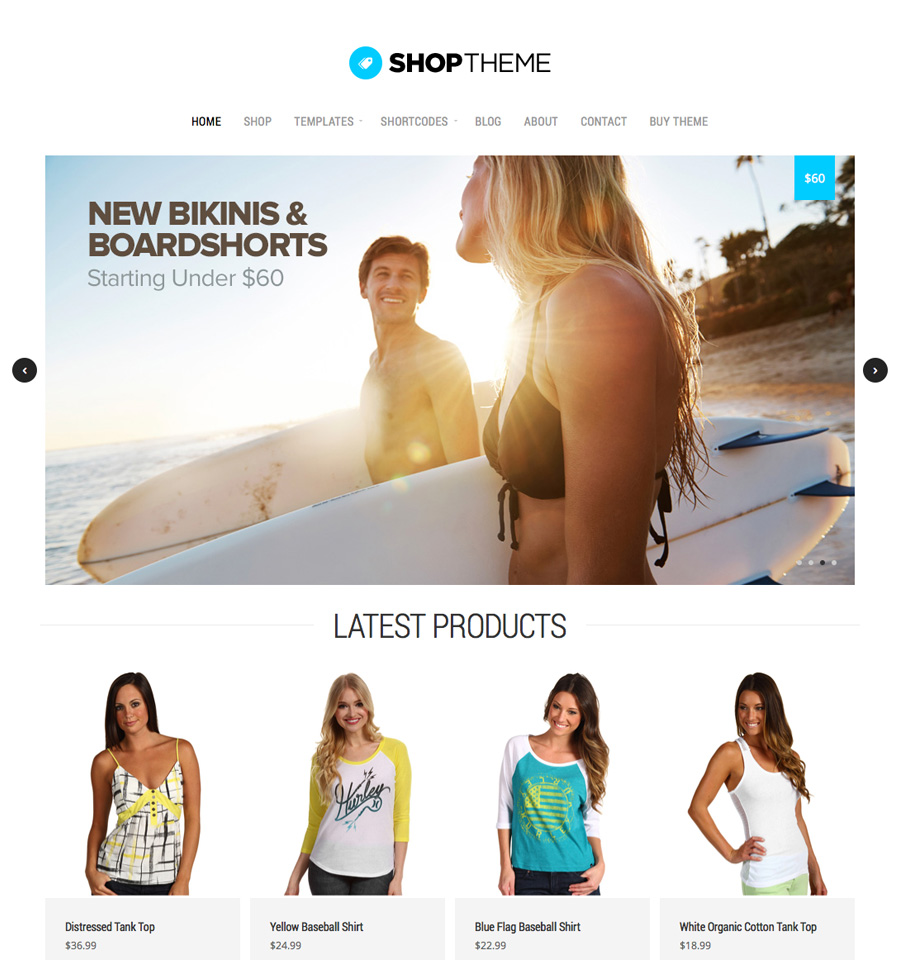 SHOPTHEME
HOME SHOP TEMPLATES SHORTCODES BLOG ABOUT CONTACT BUY THEME
$60
NEW BIKINIS &
BOARDSHORTS
Starting Under $60
LATEST PRODUCTS
Hurley
Distressed Tank Top
$36.99
Yellow Baseball Shirt
$24.99
Blue Flag Baseball Shirt
$22.99
White Organic Cotton Tank Top
$18.99